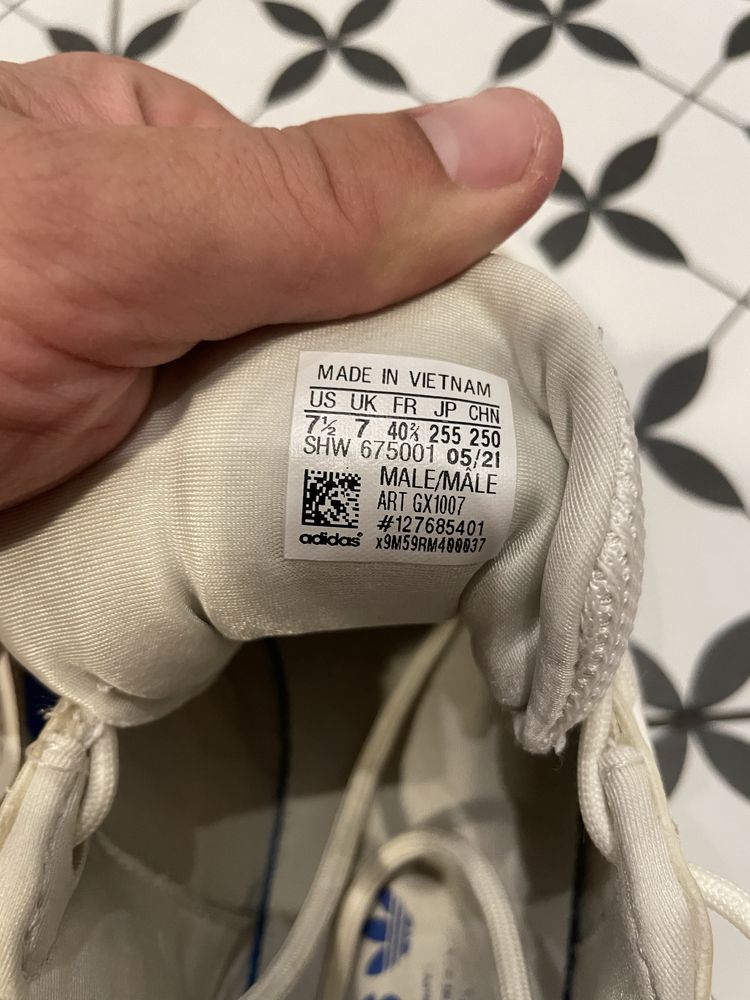 MADE IN VIETNAM
US UK FR JP CHN
7½ 7 40⅔ 255 250
SHW 675001 05/21
MALE/MÂLE
ART GX1007
#127685401
adidas® x9M59RM400037